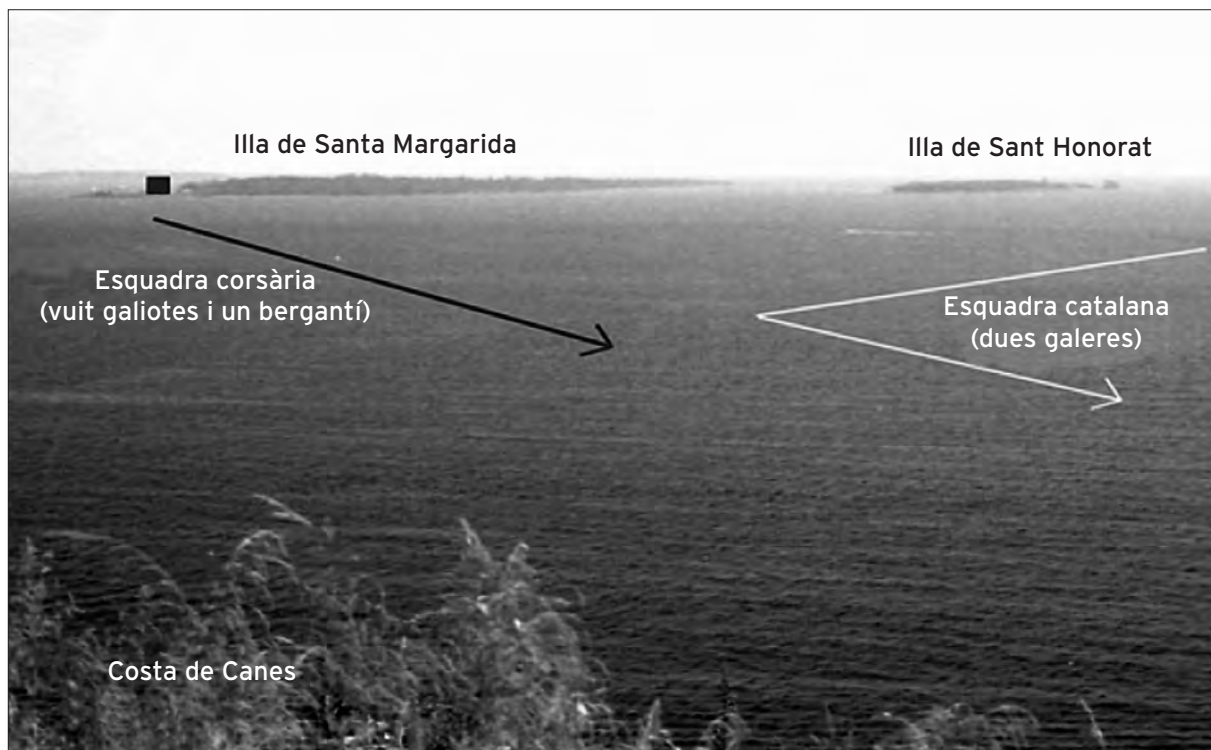 Illa de Santa Margarida
Illa de Sant Honorat
Esquadra corsària
(vuit galiotes i un bergantí)
Esquadra catalana
(dues galeres)
Costa de Canes